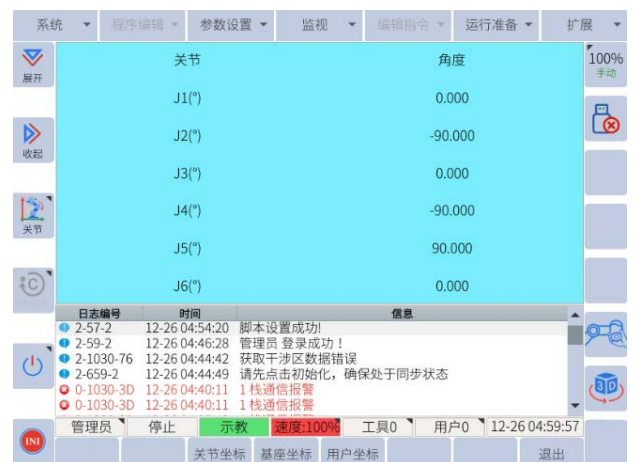 系统 程序编辑 参数设置 监视 编辑指令 运行准备 扩展
展开
收起
关节
INI
关节 角度
J1(°) 0.000
J2(°) -90.000
J3(°) 0.000
J4(°) -90.000
J5(°) 90.000
J6(°) 0.000
100%
手动
3D
日志编号 时间 信息
2-57-2 12-26 04:54:20 脚本设置成功!
2-59-2 12-26 04:46:28 管理员 登录成功！
2-1030-76 12-26 04:44:42 获取干涉区数据错误
2-659-2 12-26 04:44:49 请先点击初始化，确保处于同步状态
0-1030-3D 12-26 04:40:11 1 栈通信报警
0-1030-3D 12-26 04:40:11 1 栈通信报警
管理员 停止 示教 速度:100% 工具0 用户0 12-26 04:59:57
关节坐标 基座坐标 用户坐标 退出